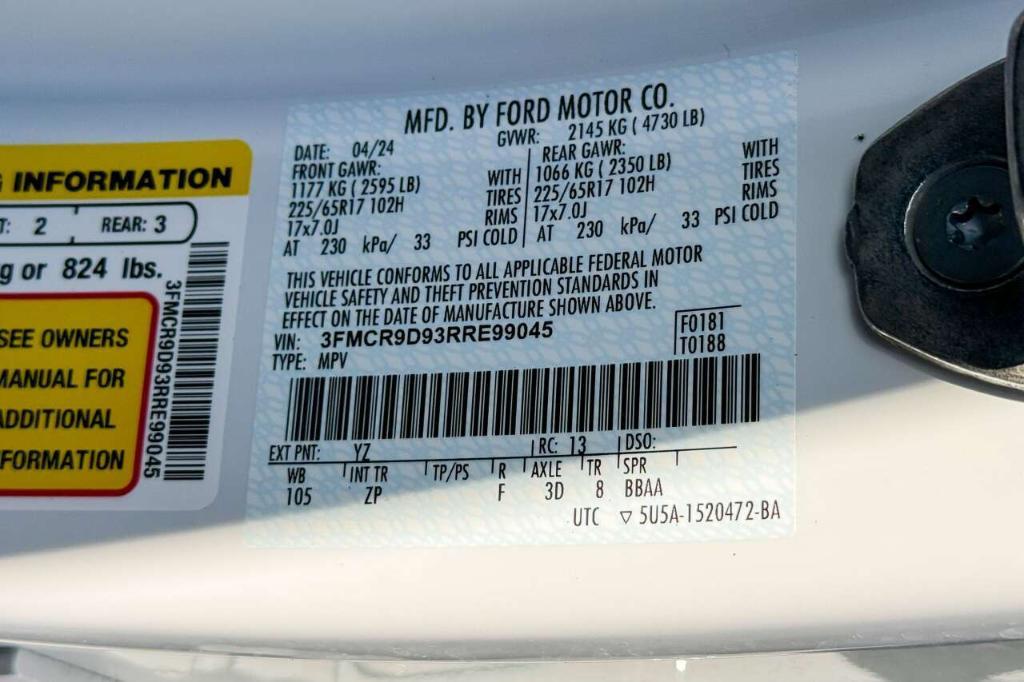 INFORMATION
2 REAR: 3
g or 824 lbs.
SEE OWNERS
MANUAL FOR
ADDITIONAL
FORMATION
3FMCR9D93RRE99045
MFD. BY FORD MOTOR CO.
DATE: 04/24 GVWR: 2145 KG ( 4730 LB)
FRONT GAWR:
1177 KG ( 2595 LB) WITH
225/65R17 102H TIRES
17x7.0J RIMS
AT 230 kPa/ 33 PSI COLD
REAR GAWR: WITH
1066 KG ( 2350 LB) TIRES
225/65R17 102H RIMS
17x7.0J
AT 230 kPa/ 33 PSI COLD
THIS VEHICLE CONFORMS TO ALL APPLICABLE FEDERAL MOTOR
VEHICLE SAFETY AND THEFT PREVENTION STANDARDS IN
EFFECT ON THE DATE OF MANUFACTURE SHOWN ABOVE.
VIN: 3FMCR9D93RRE99045
TYPE: MPV
F0181
T0188
EXT PNT: YZ RC: 13 DSO:
WB INT TR TP/PS R AXLE TR SPR
105 ZP F 3D 8 BBAA
UTC ▽ 5U5A-1520472-BA